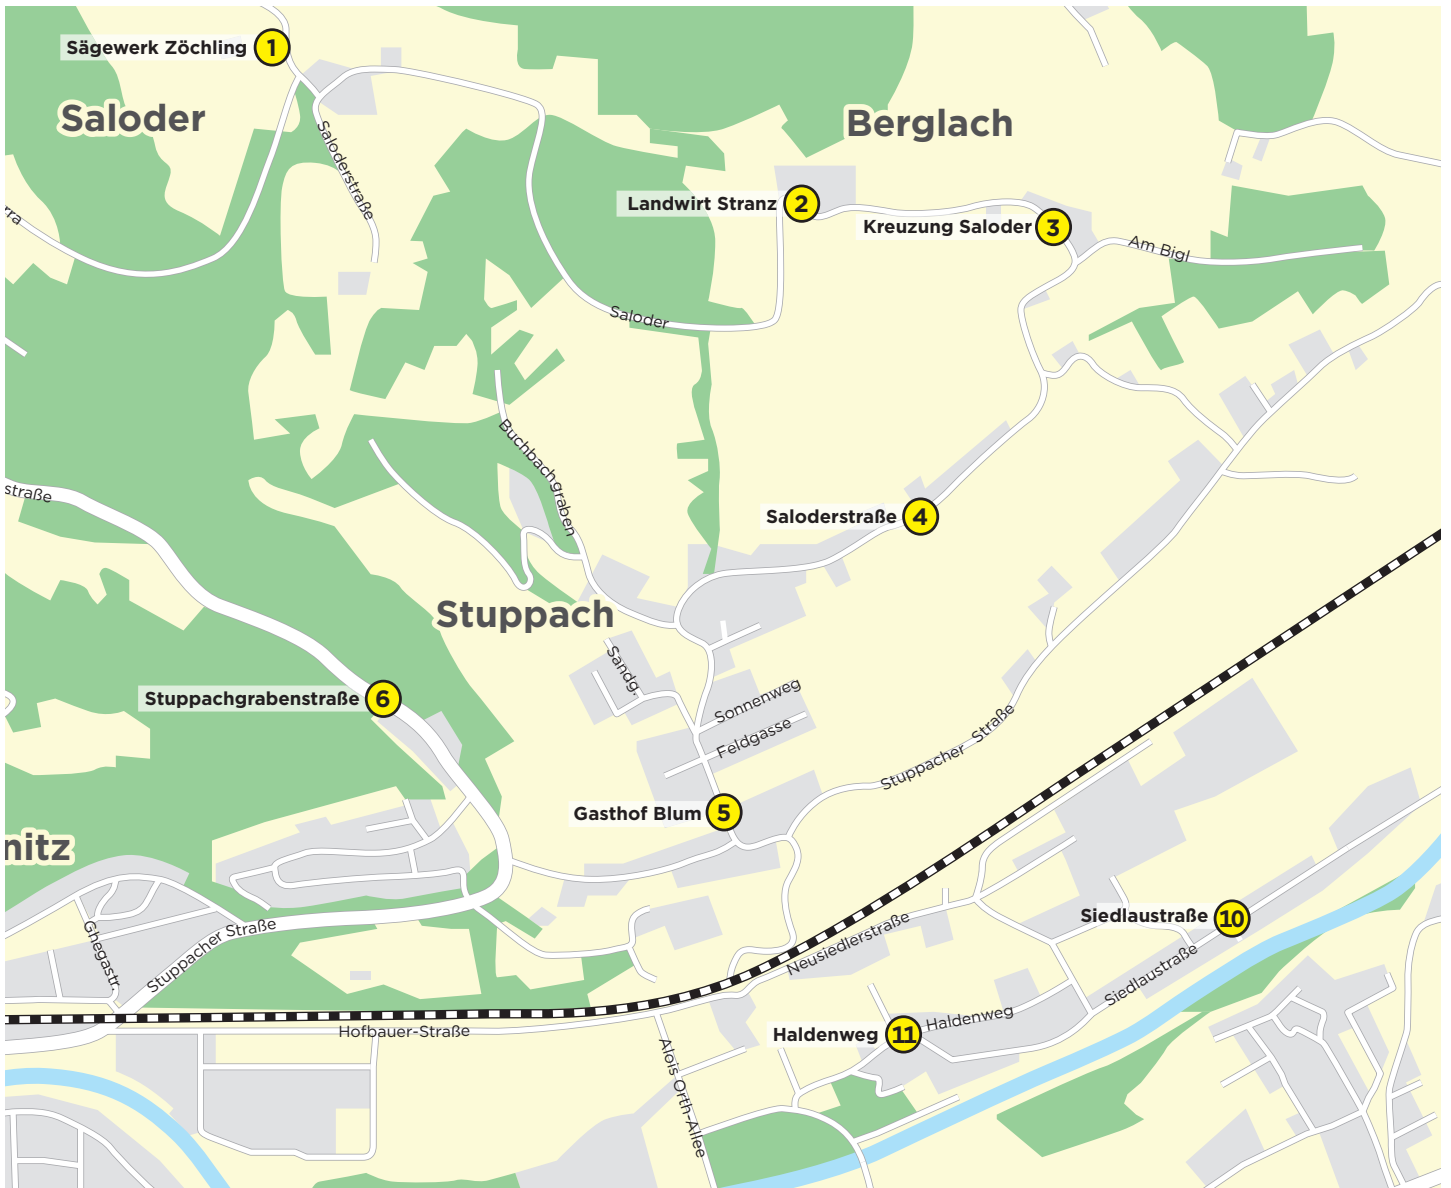 Sägewerk Zöchling 1
Saloder
Berglach
Saloderstraße
Landwirt Stranz 2
Kreuzung Saloder 3
rra
Am Bigl
Saloder
Buchbachgraben
straße
Saloderstraße 4
Stuppach
Sandg.
Stuppachgrabenstraße 6
Sonnenweg
Feldgasse
Stuppacher Straße
Gasthof Blum 5
nitz
Siedlaustraße 10
Ghegastr.
Stuppacher Straße
Neusiedlerstraße
Siedlaustraße
Haldenweg
Hofbauer-Straße
Haldenweg 11
Alois Orth-Allee